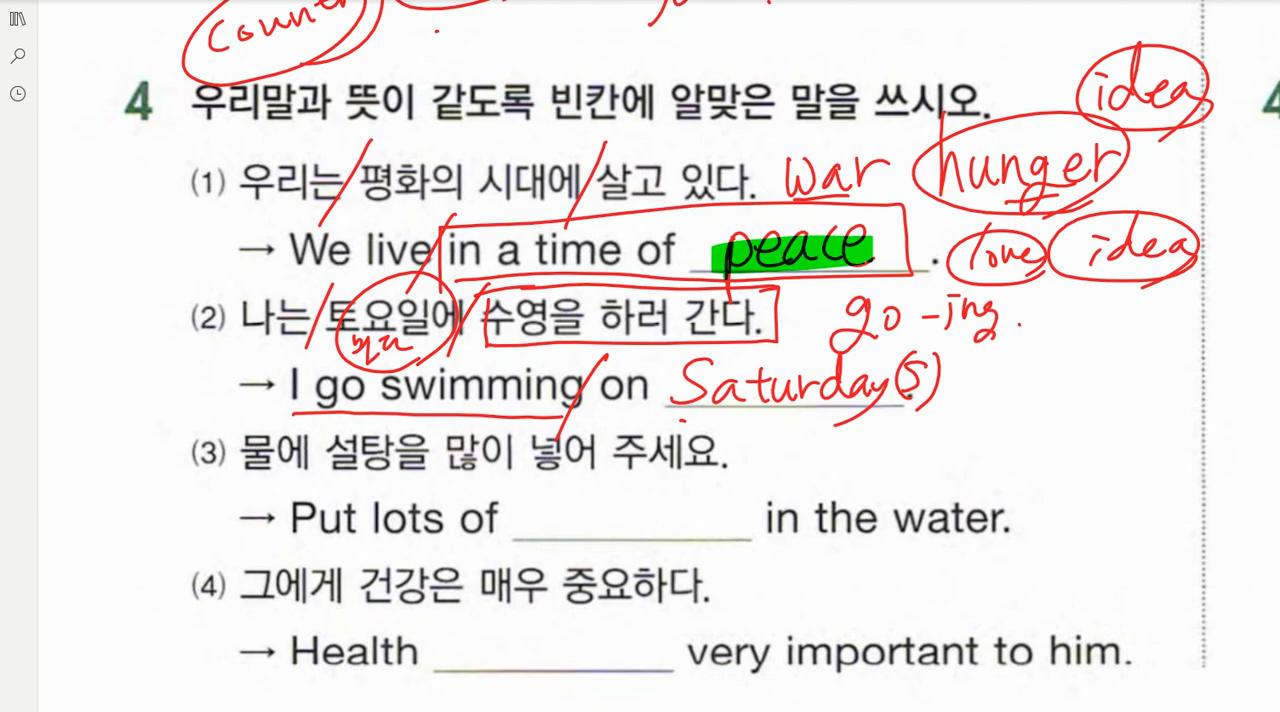 count
4 우리말과 뜻이 같도록 빈칸에 알맞은 말을 쓰시오. idea
(1) 우리는 평화의 시대에 살고 있다. war hunger
→ We live in a time of peace. love idea
(2) 나는 토요일에 수영을 하러 간다. go -ing.
→ I go swimming on Saturday(s).
(3) 물에 설탕을 많이 넣어 주세요.
→ Put lots of ________ in the water.
(4) 그에게 건강은 매우 중요하다.
→ Health ________ very important to him.